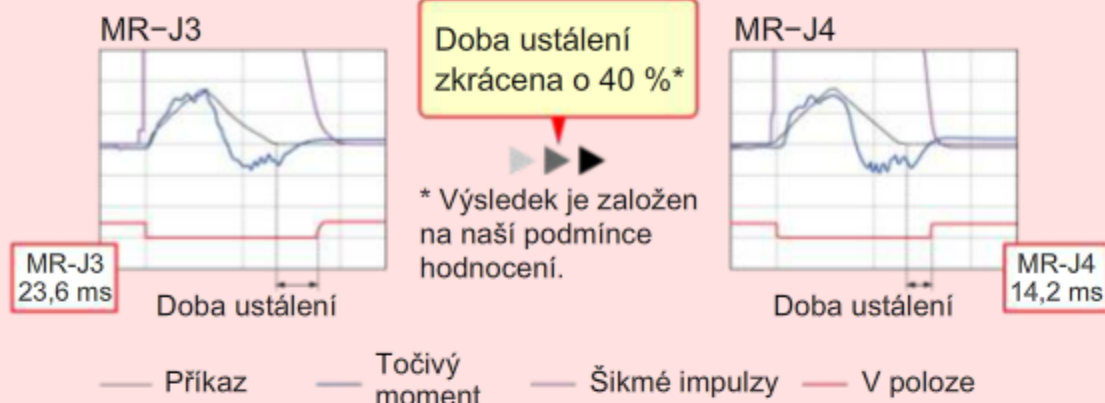 MR−J3
Doba ustálení
zkrácena o 40 %*
MR−J4
* Výsledek je založen
na naší podmínce
hodnocení.
MR-J3
23,6 ms
Doba ustálení
Doba ustálení
MR-J4
14,2 ms
Příkaz
Točivý
moment
Šikmé impulzy
V poloze